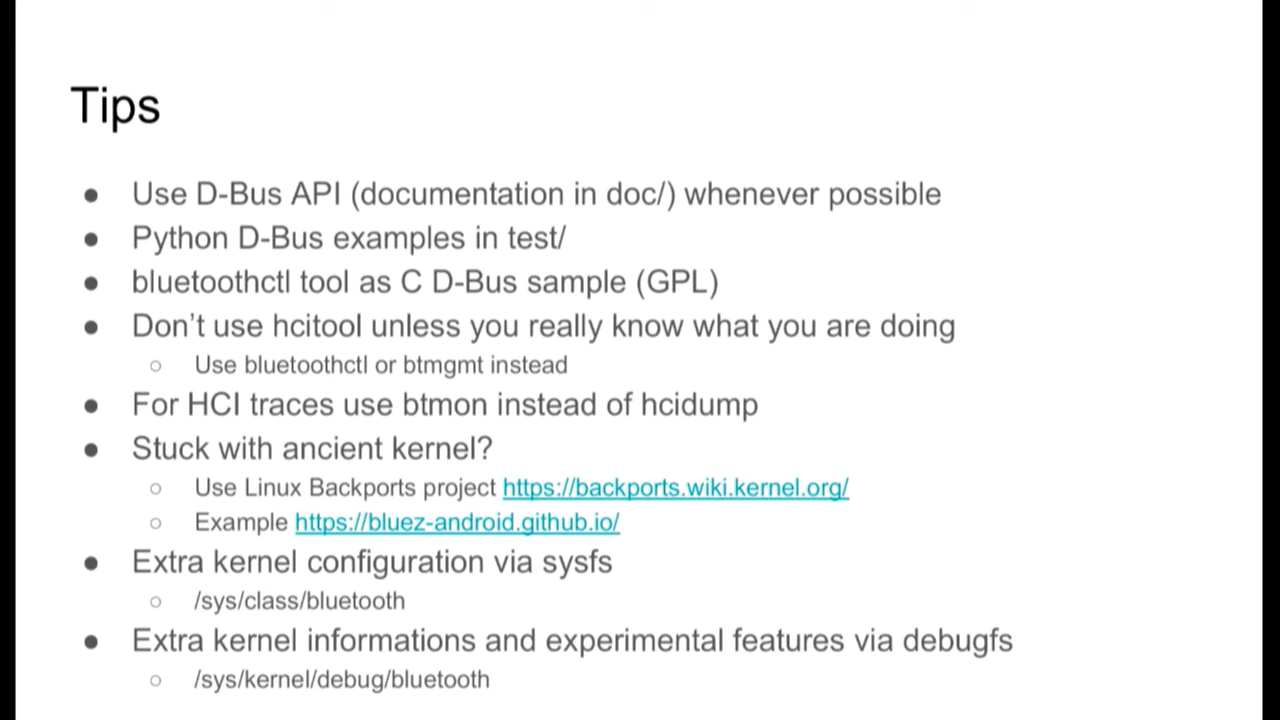 Tips
● Use D-Bus API (documentation in doc/) whenever possible
● Python D-Bus examples in test/
● bluetoothctl tool as C D-Bus sample (GPL)
● Don’t use hcitool unless you really know what you are doing
○ Use bluetoothctl or btmgmt instead
● For HCI traces use btmon instead of hcidump
● Stuck with ancient kernel?
○ Use Linux Backports project https://backports.wiki.kernel.org/
○ Example https://bluez-android.github.io/
● Extra kernel configuration via sysfs
○ /sys/class/bluetooth
● Extra kernel informations and experimental features via debugfs
○ /sys/kernel/debug/bluetooth